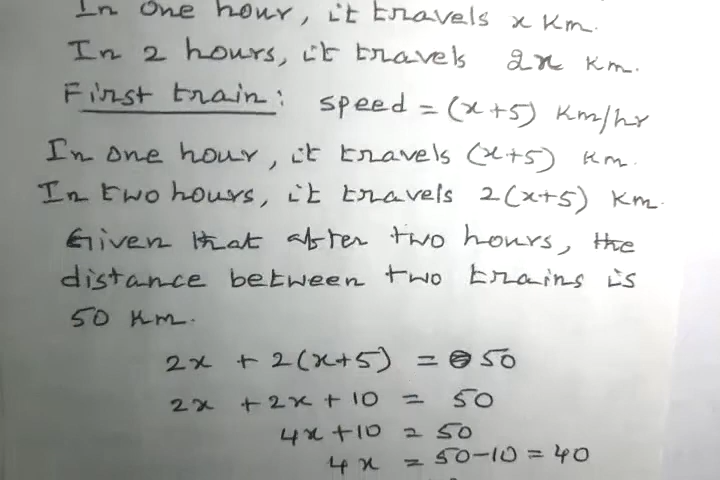 In one hour, it travels x Km.
In 2 hours, it travels 2x Km.
First train: speed = (x+5) Km/hr
In one hour, it travels (x+5) Km.
In two hours, it travels 2(x+5) Km.
Given that after two hours, the
distance between two trains is
50 Km.
2x + 2(x+5) = 50
2x + 2x + 10 = 50
4x + 10 = 50
4x = 50-10 = 40